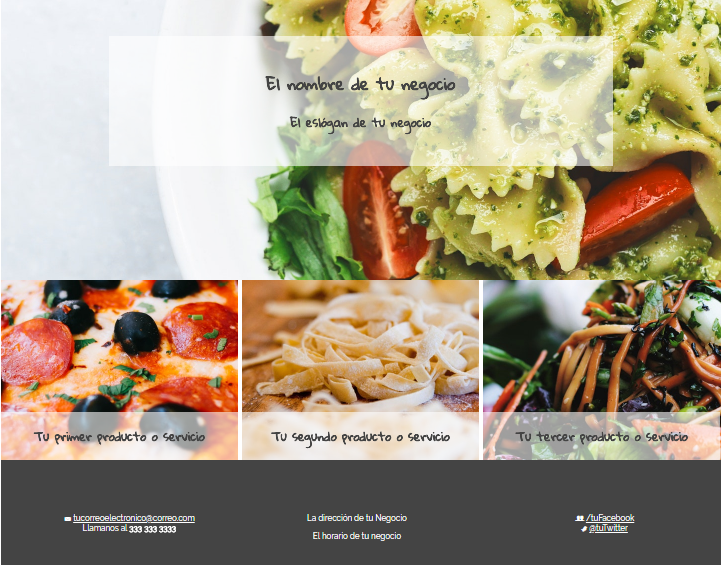 El nombre de tu negocio
El eslógan de tu negocio
Tu primer producto o servicio
Tu segundo producto o servicio
Tu tercer producto o servicio
tucorreoelectronico@correo.com
Llamanos al 333 333 3333
La dirección de tu Negocio
El horario de tu negocio
/tuFacebook
@tuTwitter